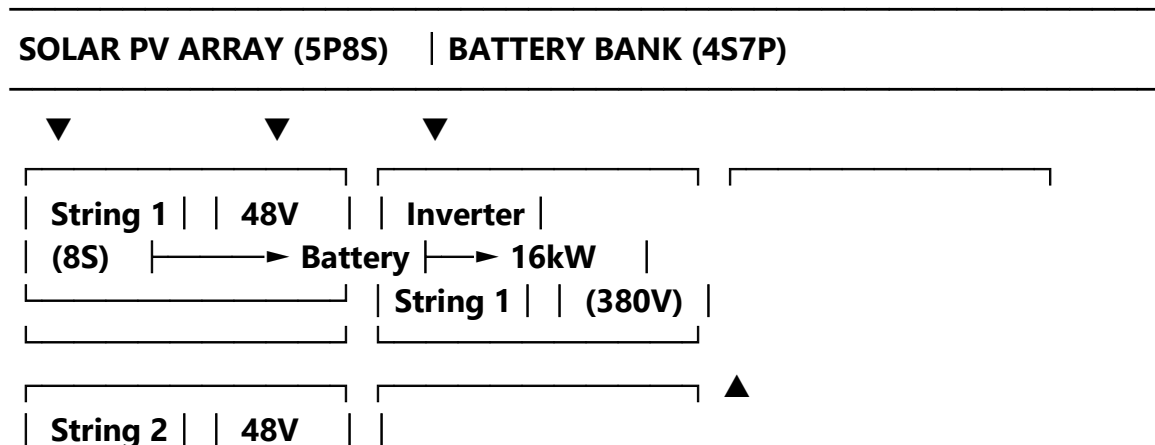 SOLAR PV ARRAY (5P8S) │ BATTERY BANK (4S7P)
▼ ▼ ▼
│ String 1 │ │ 48V │ │ Inverter │
│ (8S) ├────► Battery ├──► 16kW │
│ String 1 │ │ (380V) │
▲
│ String 2 │ │ 48V │ │